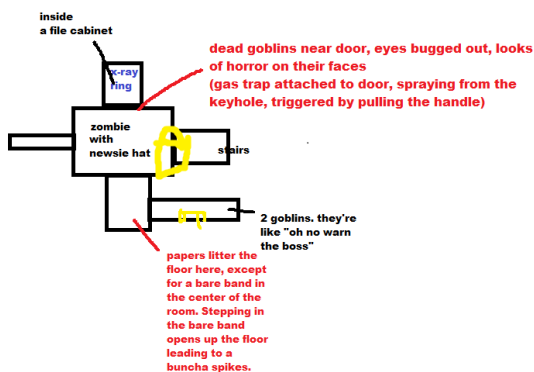 inside
a file cabinet
dead goblins near door, eyes bugged out, looks
of horror on their faces
(gas trap attached to door, spraying from the
keyhole, triggered by pulling the handle)
x-ray
ring
zombie
with
newsie hat
stairs
2 goblins. they're
like "oh no warn
the boss"
papers litter the
floor here, except
for a bare band in
the center of the
room. Stepping in
the bare band
opens up the floor
leading to a
buncha spikes.